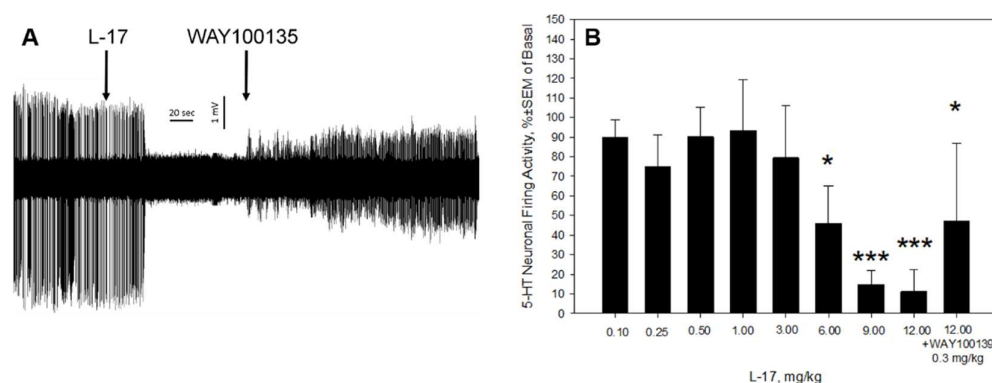 A
L-17
WAY100135
20 sec
1 mV
B
5-HT Neuronal Firing Activity, %±SEM of Basal
150
140
130
120
110
100
90
80
70
60
50
40
30
20
10
0
*
***
***
*
0.10 0.25 0.50 1.00 3.00 6.00 9.00 12.00 12.00
+WAY100139
0.3 mg/kg
L-17, mg/kg